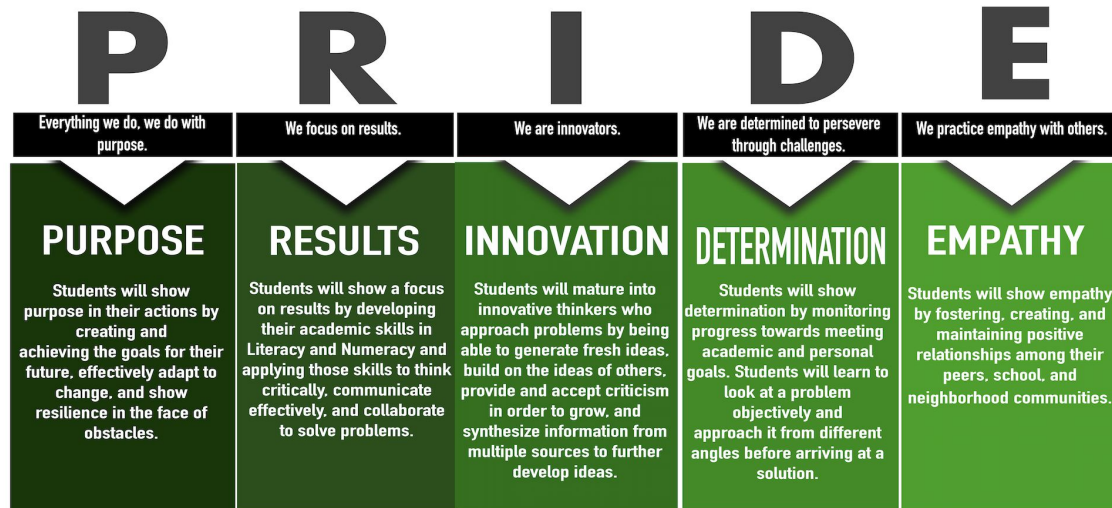 P R I D E
Everything we do, we do with
purpose.
We focus on results.
We are innovators.
We are determined to persevere
through challenges.
We practice empathy with others.
PURPOSE
Students will show
purpose in their actions by
creating and
achieving the goals for their
future, effectively adapt to
change, and show
resilience in the face of
obstacles.
RESULTS
Students will show a focus
on results by developing
their academic skills in
Literacy and Numeracy and
applying those skills to think
critically, communicate
effectively, and collaborate
to solve problems.
INNOVATION
Students will mature into
innovative thinkers who
approach problems by being
able to generate fresh ideas,
build on the ideas of others,
provide and accept criticism
in order to grow, and
synthesize information from
multiple sources to further
develop ideas.
DETERMINATION
Students will show
determination by monitoring
progress towards meeting
academic and personal
goals. Students will learn to
look at a problem
objectively and
approach it from different
angles before arriving at a
solution.
EMPATHY
Students will show empathy
by fostering, creating, and
maintaining positive
relationships among their
peers, school, and
neighborhood communities.